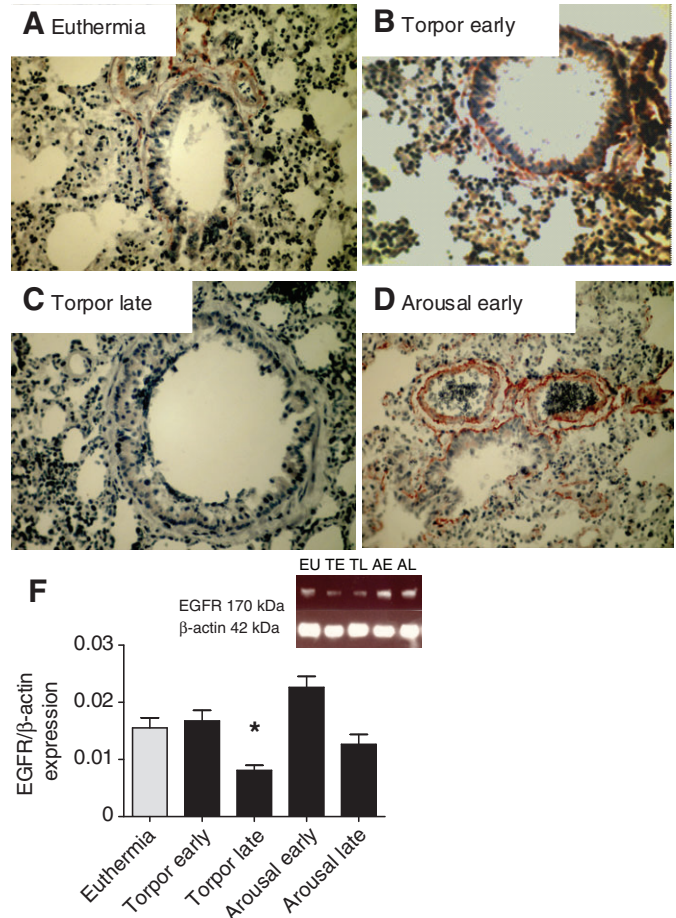 A Euthermia
B Torpor early
C Torpor late
D Arousal early
F
EU TE TL AE AL
EGFR 170 kDa
β-actin 42 kDa
EGFR/β-actin
expression
0.03
0.02
0.01
0
*
Euthermia
Torpor early
Torpor late
Arousal early
Arousal late